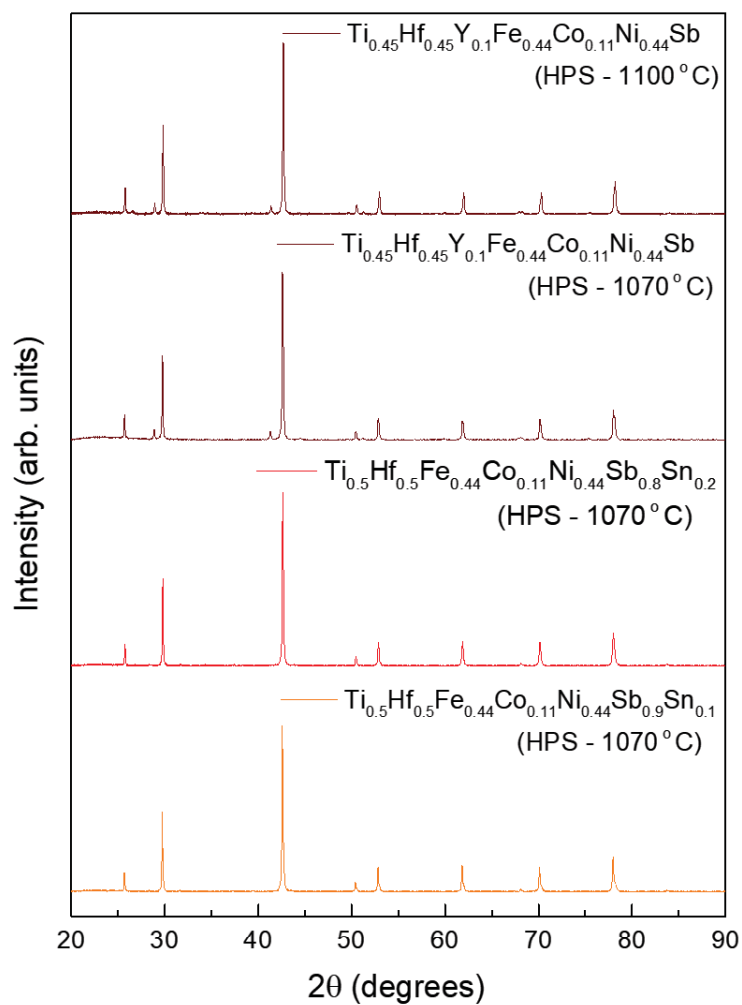 Ti0.45Hf0.45Y0.1Fe0.44Co0.11Ni0.44Sb
(HPS - 1100 °C)
Ti0.45Hf0.45Y0.1Fe0.44Co0.11Ni0.44Sb
(HPS - 1070 °C)
Ti0.5Hf0.5Fe0.44Co0.11Ni0.44Sb0.8Sn0.2
(HPS - 1070 °C)
Ti0.5Hf0.5Fe0.44Co0.11Ni0.44Sb0.9Sn0.1
(HPS - 1070 °C)
Intensity (arb. units)
20 30 40 50 60 70 80 90
2θ (degrees)